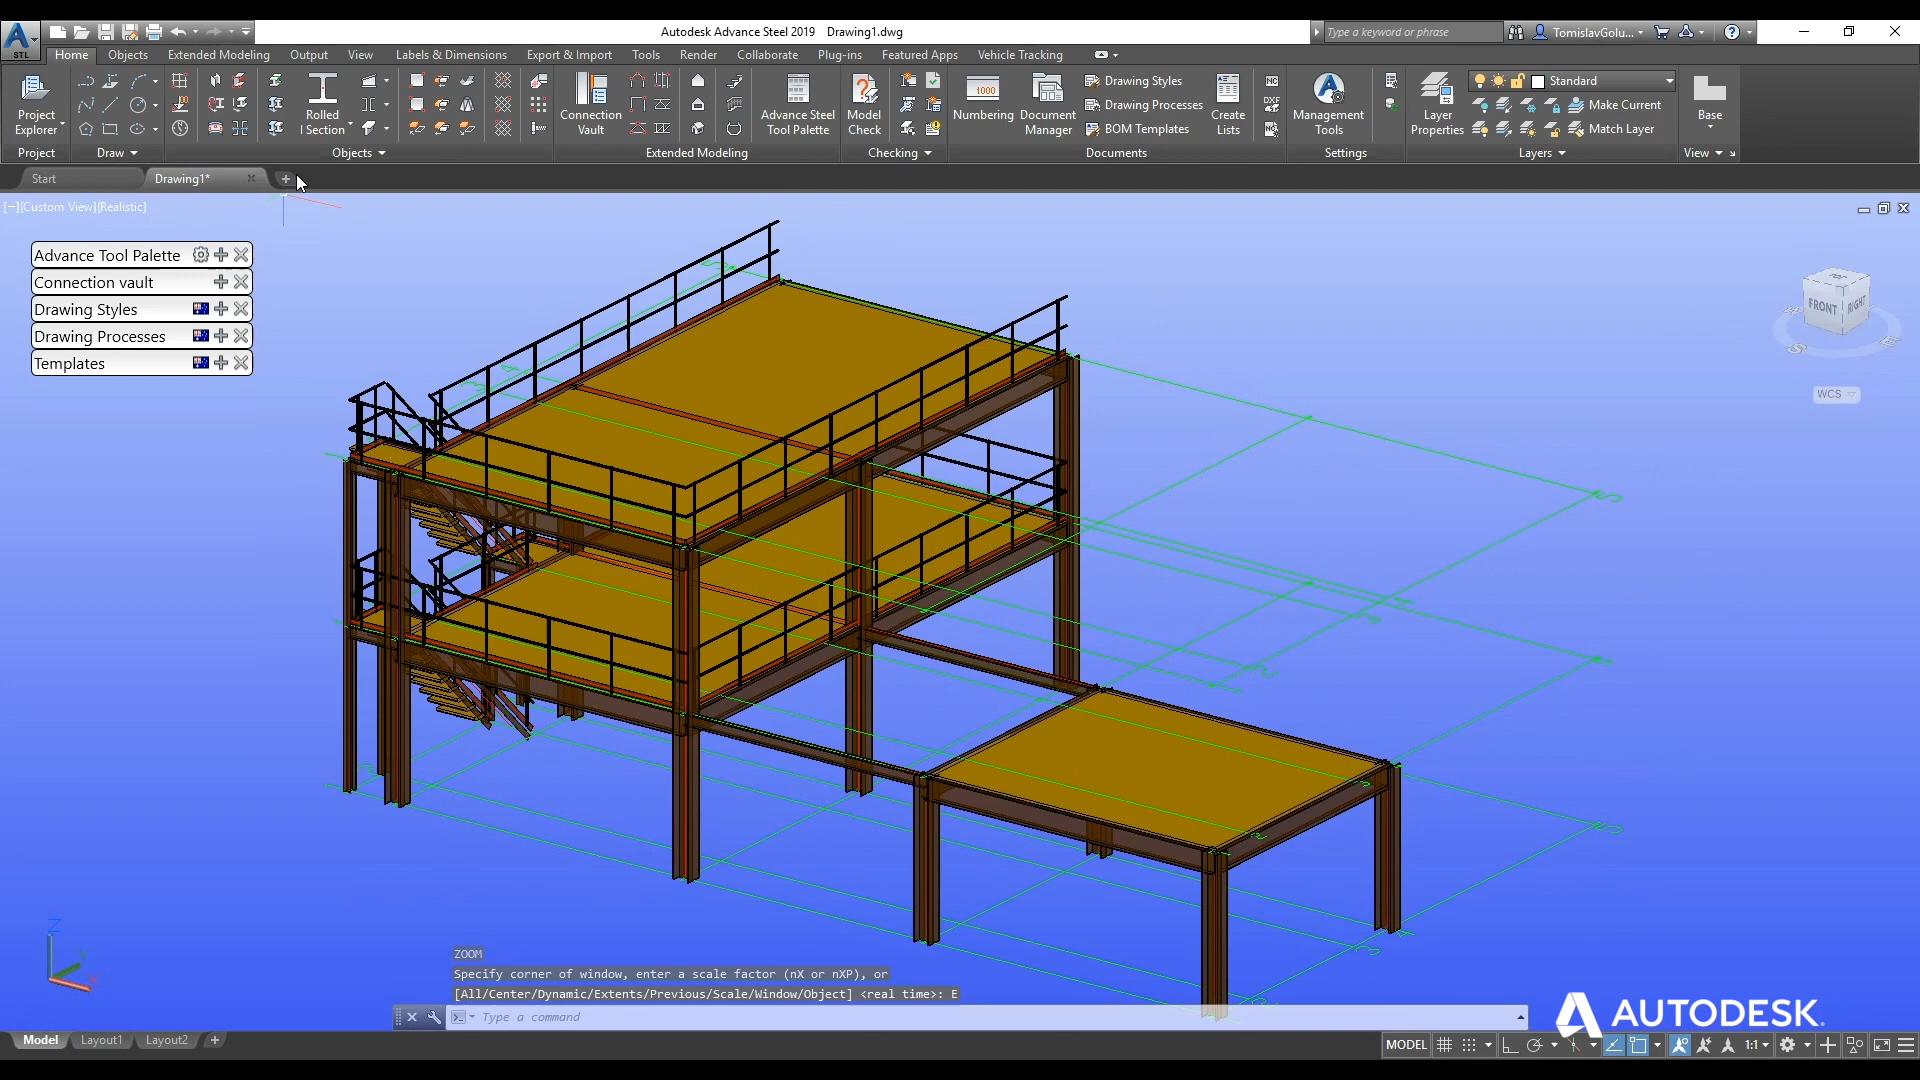 Autodesk Advance Steel 2019 Drawing1.dwg
Type a keyword or phrase
TomislavGolu...
STL
Home Objects Extended Modeling Output View Labels & Dimensions Export & Import Tools Render Collaborate Plug-ins Featured Apps Vehicle Tracking
Project Explorer
Rolled I Section
Connection Vault
Advance Steel Tool Palette
Model Check
1000
Numbering
Document Manager
Drawing Styles
Drawing Processes
BOM Templates
Create Lists
NC
DXF
NC
Management Tools
Layer Properties
Standard
Make Current
Match Layer
Base
Project Draw Objects Extended Modeling Checking Documents Settings Layers View
Start Drawing1*
[−][Custom View][Realistic]
Advance Tool Palette
Connection vault
Drawing Styles
Drawing Processes
Templates
TOP
FRONT RIGHT
S E
WCS
Z
Y
X
ZOOM
Specify corner of window, enter a scale factor (nX or nXP), or
[All/Center/Dynamic/Extents/Previous/Scale/Window/Object] <real time>: E
Type a command
AUTODESK.
Model Layout1 Layout2
MODEL
1:1